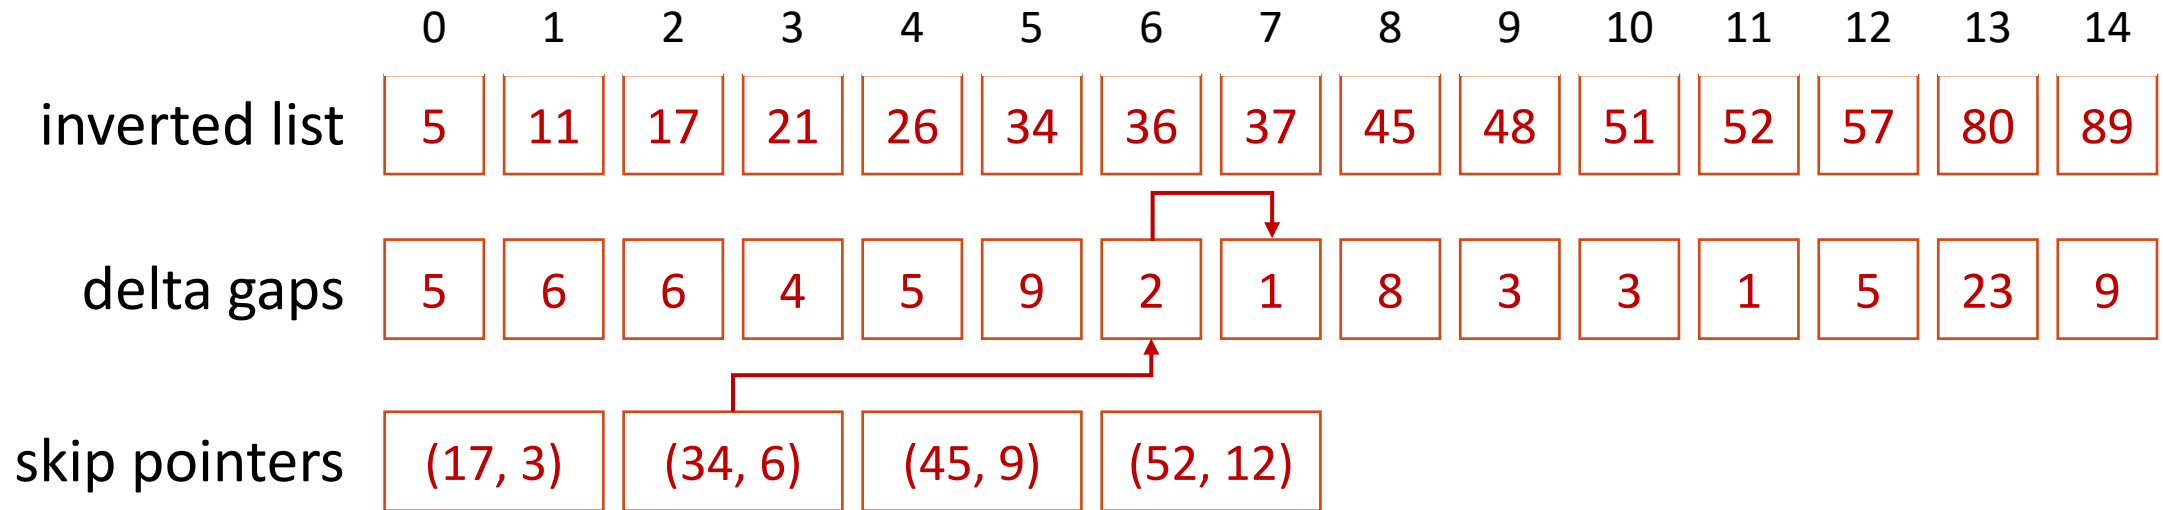 0 1 2 3 4 5 6 7 8 9 10 11 12 13 14
inverted list 5 11 17 21 26 34 36 37 45 48 51 52 57 80 89
delta gaps 5 6 6 4 5 9 2 1 8 3 3 1 5 23 9
skip pointers (17, 3) (34, 6) (45, 9) (52, 12)